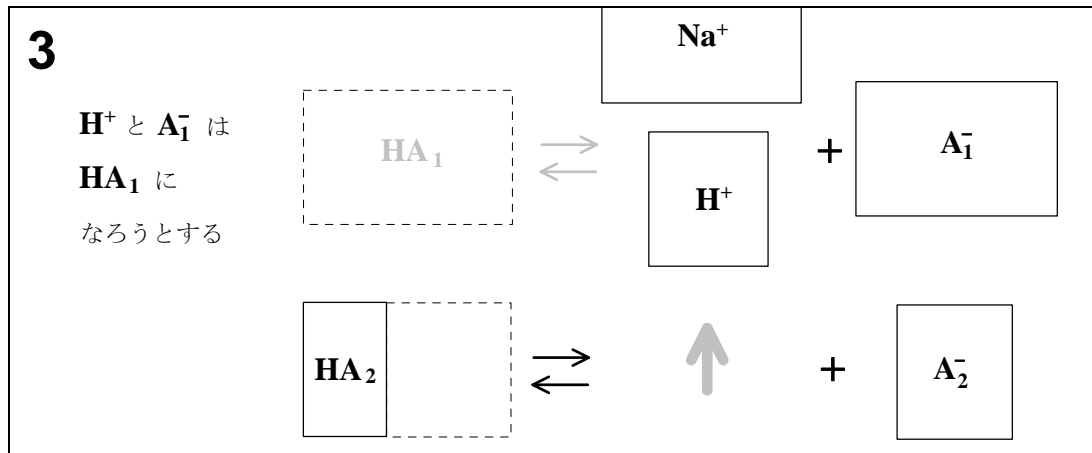 3
Na⁺
H⁺ と A₁⁻ は
HA₁ に
なろうとする
HA₁ ⇌ H⁺ + A₁⁻
HA₂ ⇌ + A₂⁻